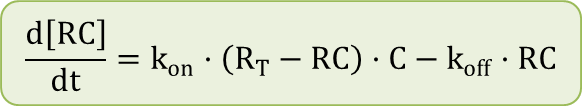 d[RC]/dt = k_on · (R_T − RC) · C − k_off · RC